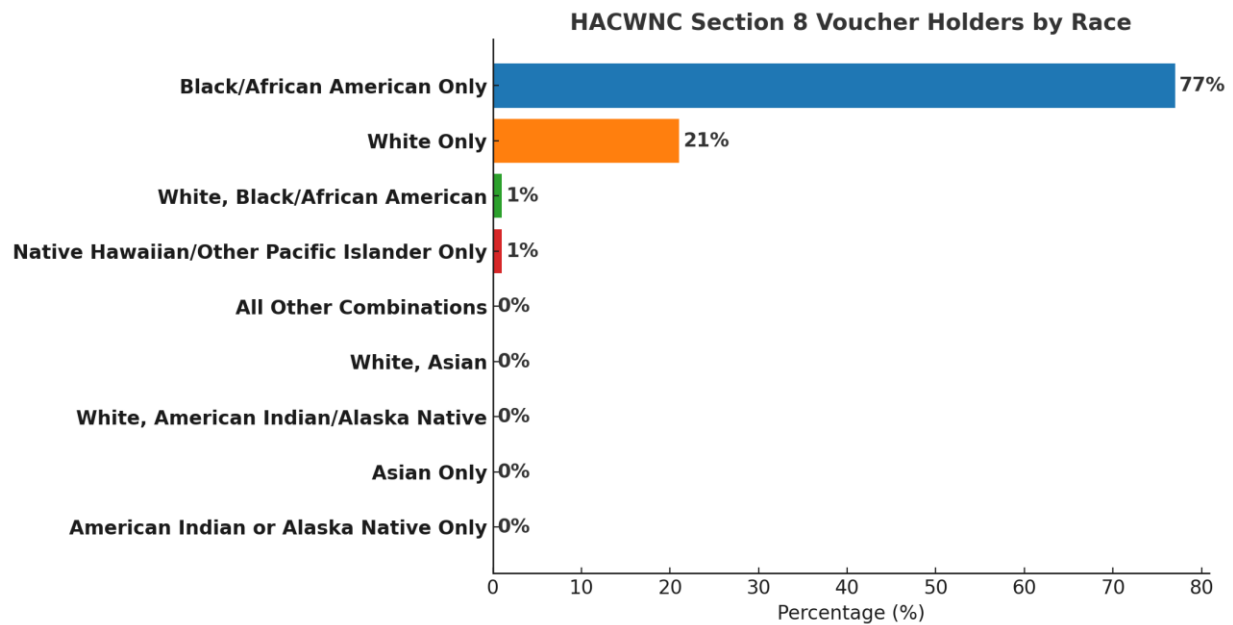 HACWNC Section 8 Voucher Holders by Race
Black/African American Only 77%
White Only 21%
White, Black/African American 1%
Native Hawaiian/Other Pacific Islander Only 1%
All Other Combinations 0%
White, Asian 0%
White, American Indian/Alaska Native 0%
Asian Only 0%
American Indian or Alaska Native Only 0%
0 10 20 30 40 50 60 70 80
Percentage (%)